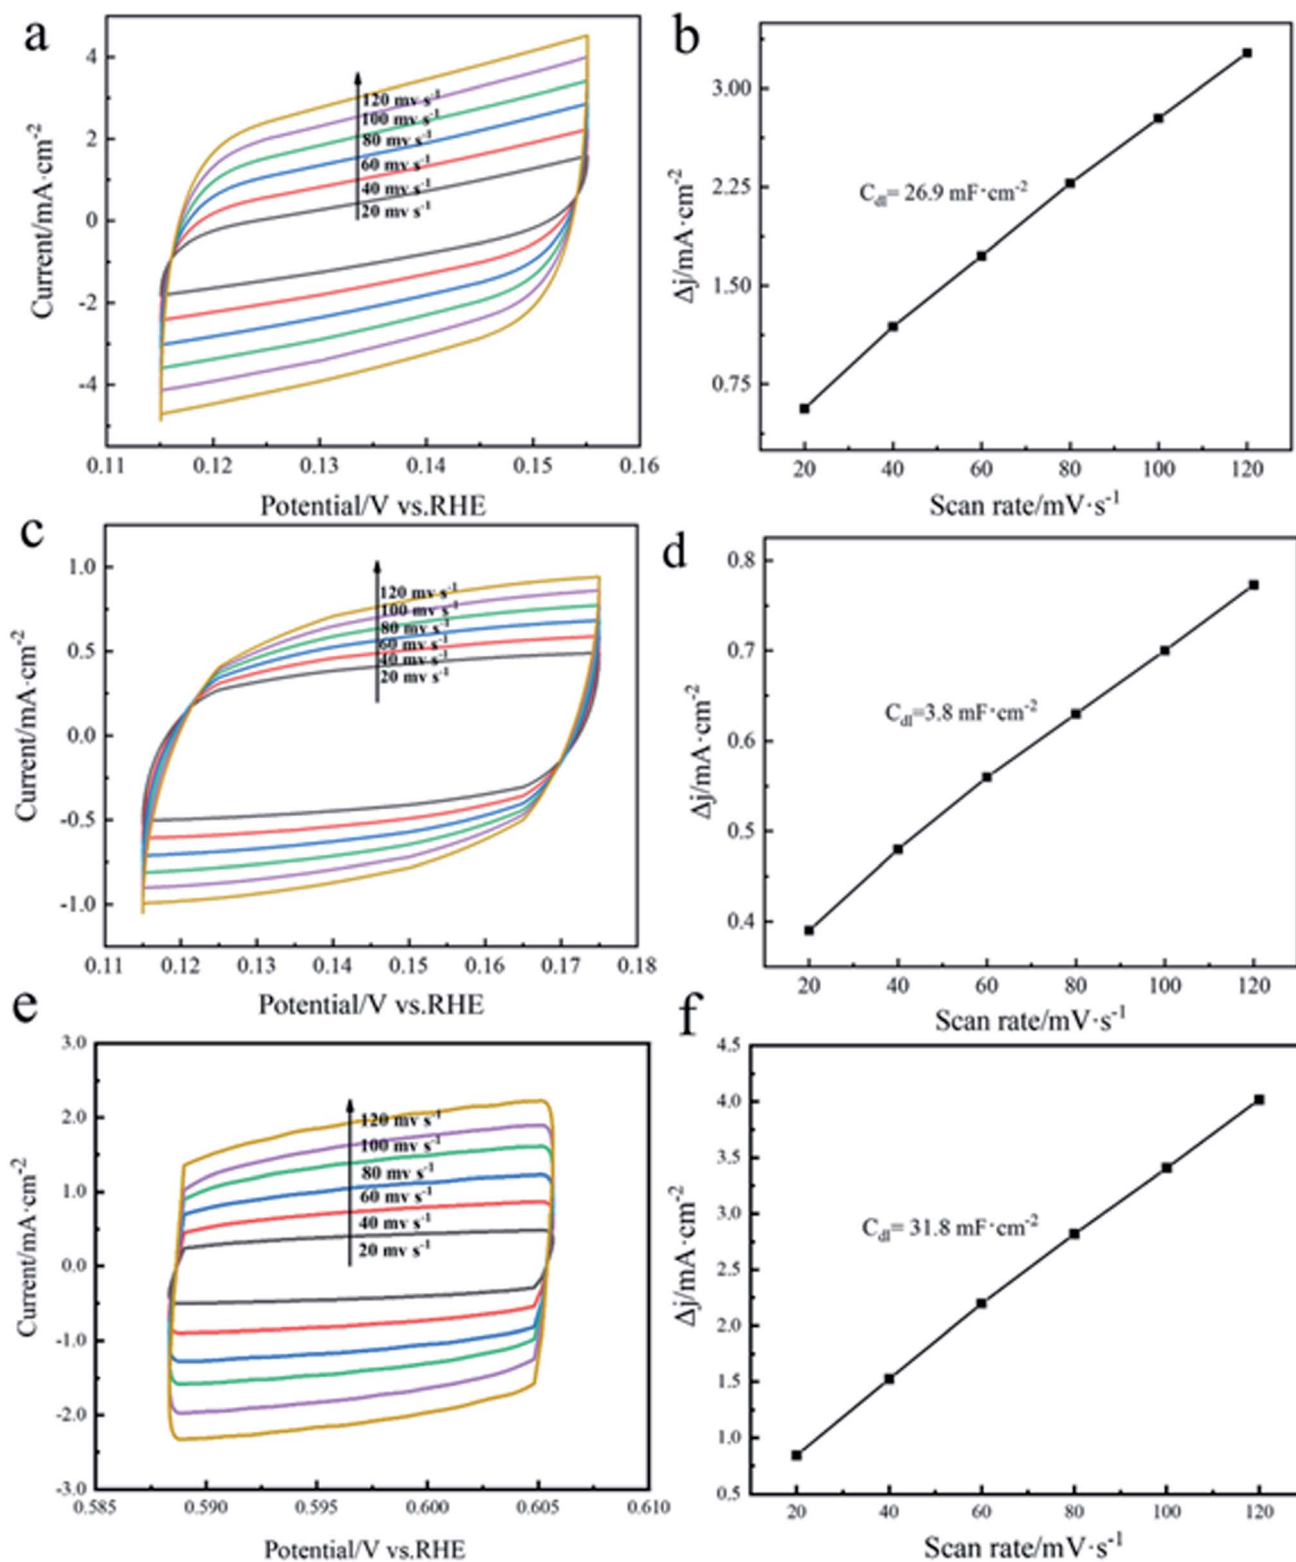 a
4
2
0
-2
-4
Current/mA·cm⁻²
120 mv s⁻¹
100 mv s⁻¹
80 mv s⁻¹
60 mv s⁻¹
40 mv s⁻¹
20 mv s⁻¹
0.11 0.12 0.13 0.14 0.15 0.16
Potential/V vs.RHE
b
3.00
2.25
1.50
0.75
Δj/mA·cm⁻²
C_dl= 26.9 mF·cm⁻²
20 40 60 80 100 120
Scan rate/mV·s⁻¹
c
1.0
0.5
0.0
-0.5
-1.0
Current/mA·cm⁻²
120 mv s⁻¹
100 mv s⁻¹
80 mv s⁻¹
60 mv s⁻¹
40 mv s⁻¹
20 mv s⁻¹
0.11 0.12 0.13 0.14 0.15 0.16 0.17 0.18
Potential/V vs.RHE
d
0.8
0.7
0.6
0.5
0.4
Δj/mA·cm⁻²
C_dl=3.8 mF·cm⁻²
20 40 60 80 100 120
Scan rate/mV·s⁻¹
e
3.0
2.0
1.0
0.0
-1.0
-2.0
-3.0
Current/mA·cm⁻²
120 mv s⁻¹
100 mv s⁻¹
80 mv s⁻¹
60 mv s⁻¹
40 mv s⁻¹
20 mv s⁻¹
0.585 0.590 0.595 0.600 0.605 0.610
Potential/V vs.RHE
f
4.5
4.0
3.5
3.0
2.5
2.0
1.5
1.0
0.5
Δj/mA·cm⁻²
C_dl= 31.8 mF·cm⁻²
20 40 60 80 100 120
Scan rate/mV·s⁻¹